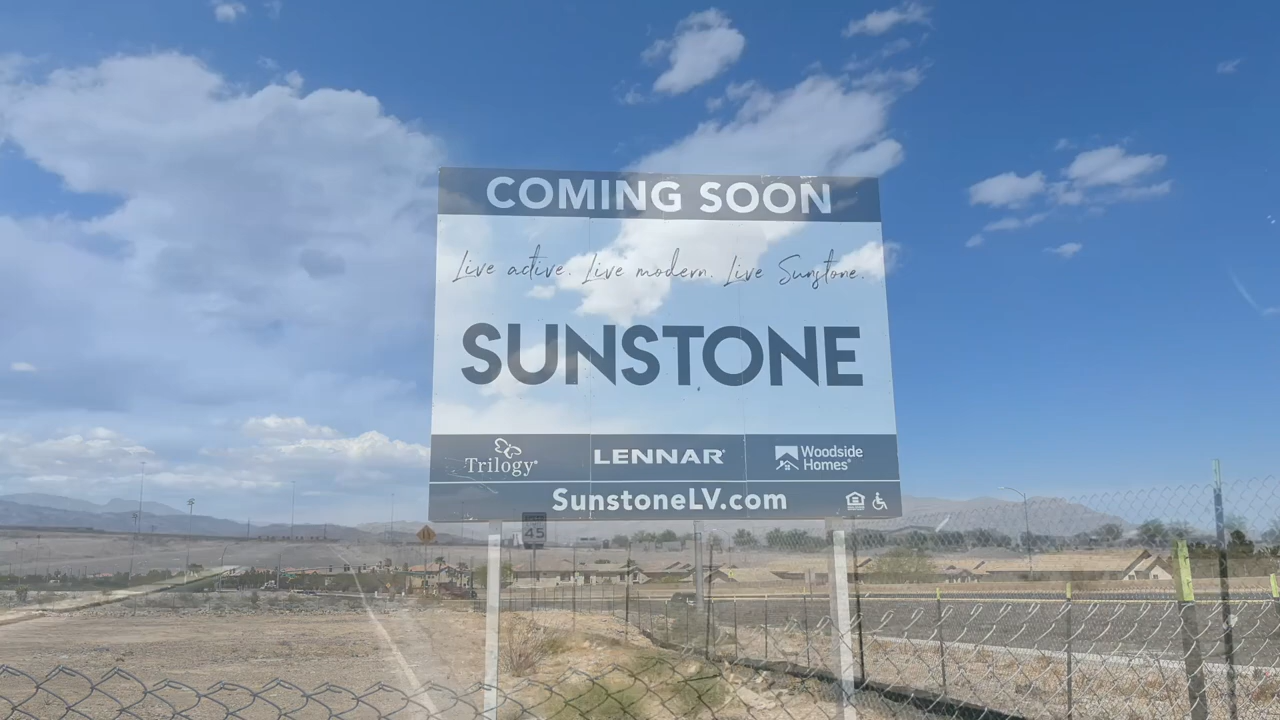 COMING SOON
Live active. Live modern. Live Sunstone.
SUNSTONE
Trilogy®
LENNAR®
Woodside
Homes®
SunstoneLV.com
45